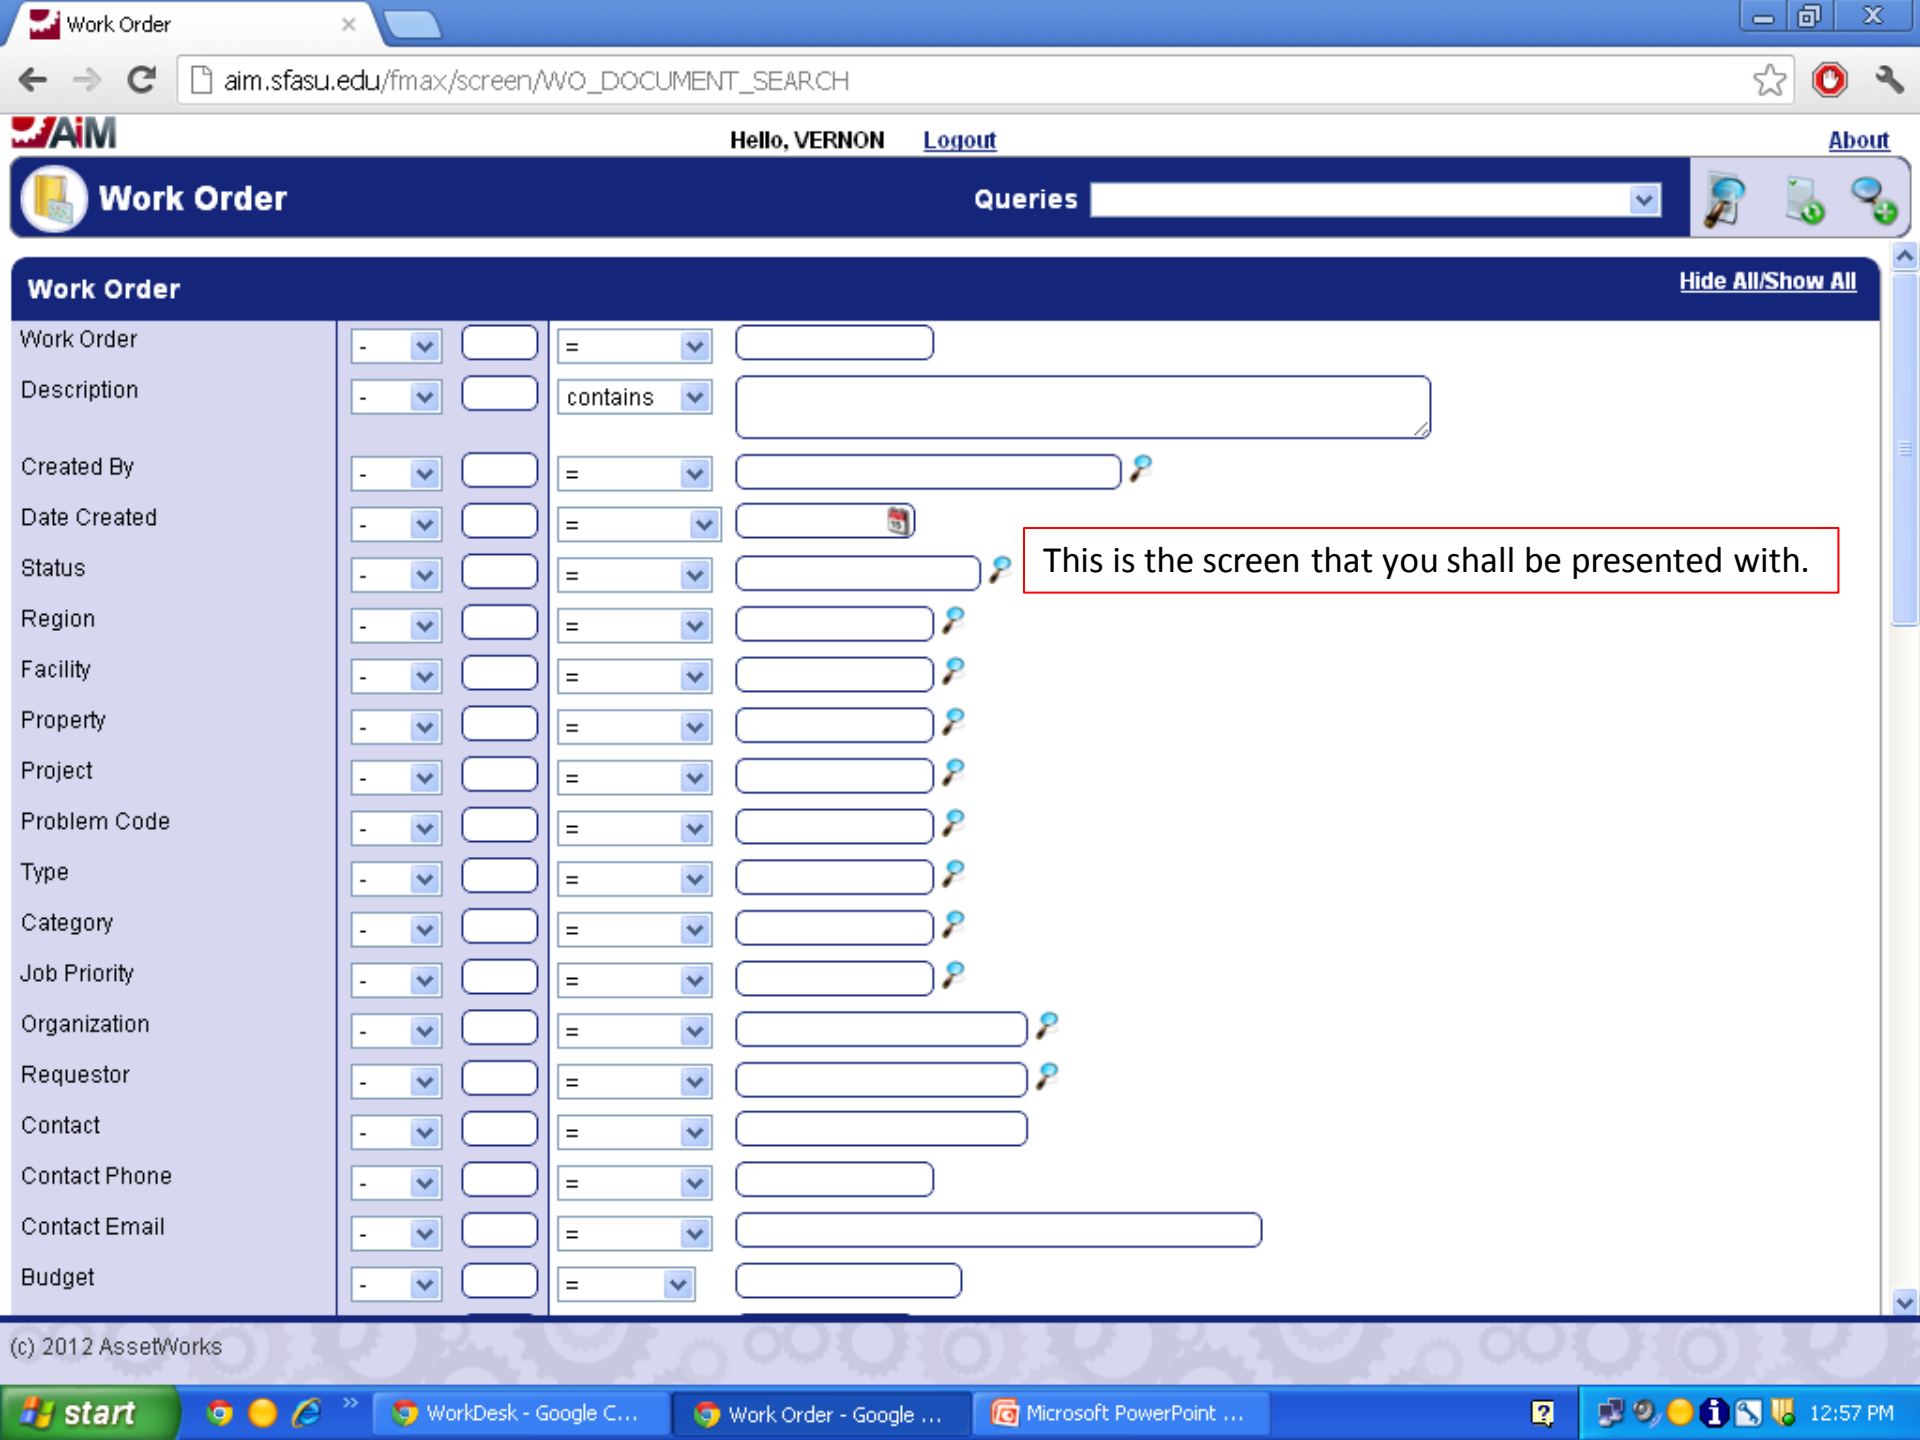 Work Order
aim.sfasu.edu/fmax/screen/WO_DOCUMENT_SEARCH
AiM
Hello, VERNON Logout About
Work Order Queries
Work Order Hide All/Show All
Work Order - =
Description - contains
Created By - =
Date Created - = 15
Status - =
This is the screen that you shall be presented with.
Region - =
Facility - =
Property - =
Project - =
Problem Code - =
Type - =
Category - =
Job Priority - =
Organization - =
Requestor - =
Contact - =
Contact Phone - =
Contact Email - =
Budget - =
(c) 2012 AssetWorks
start » WorkDesk - Google C... Work Order - Google ... Microsoft PowerPoint ... 12:57 PM